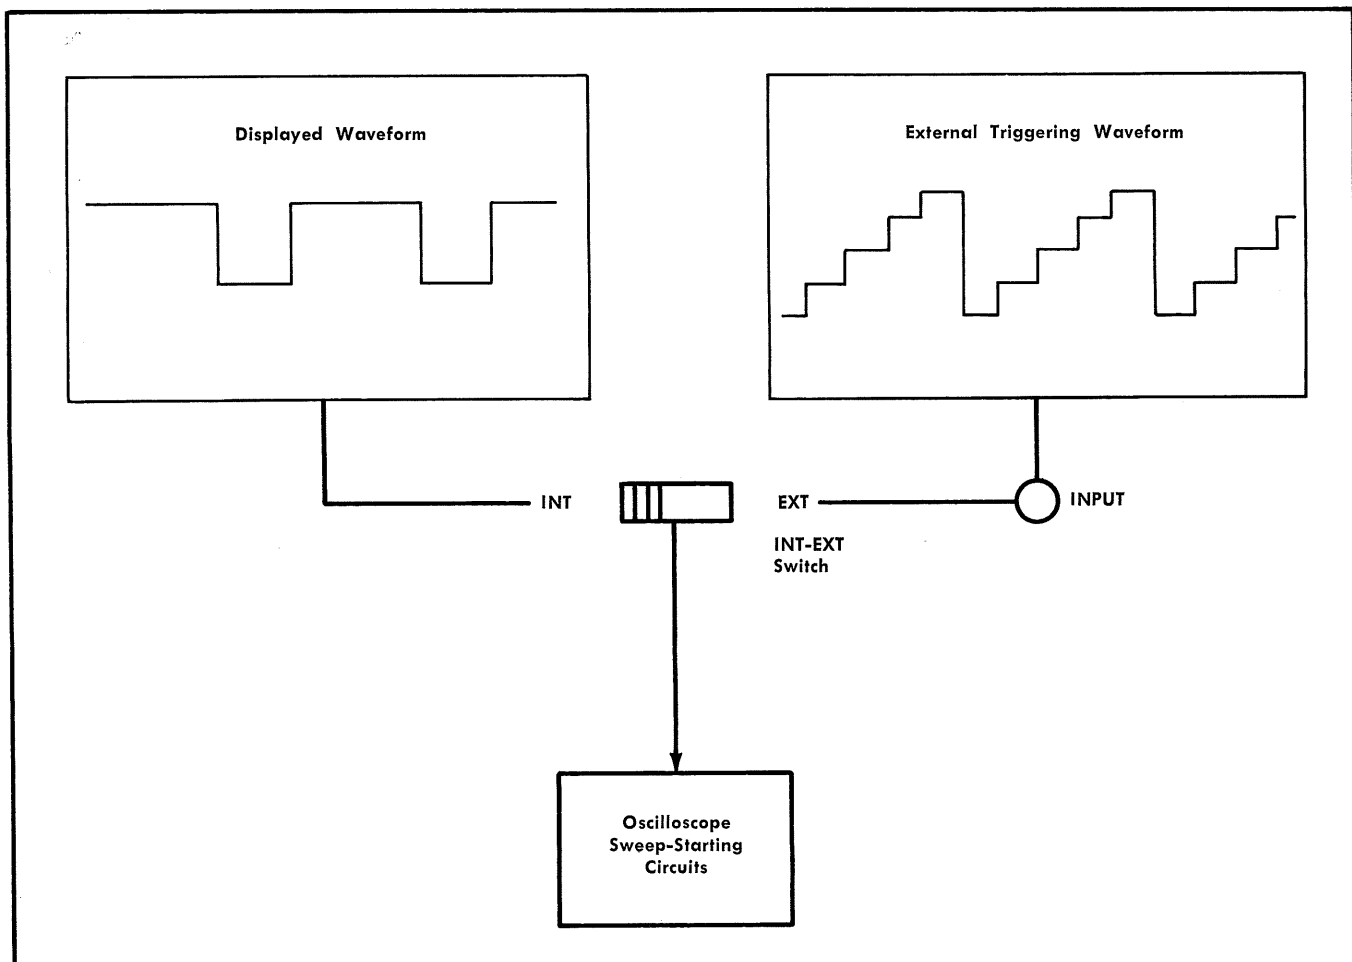 Displayed Waveform
External Triggering Waveform
INT
EXT
INPUT
INT-EXT
Switch
Oscilloscope
Sweep-Starting
Circuits